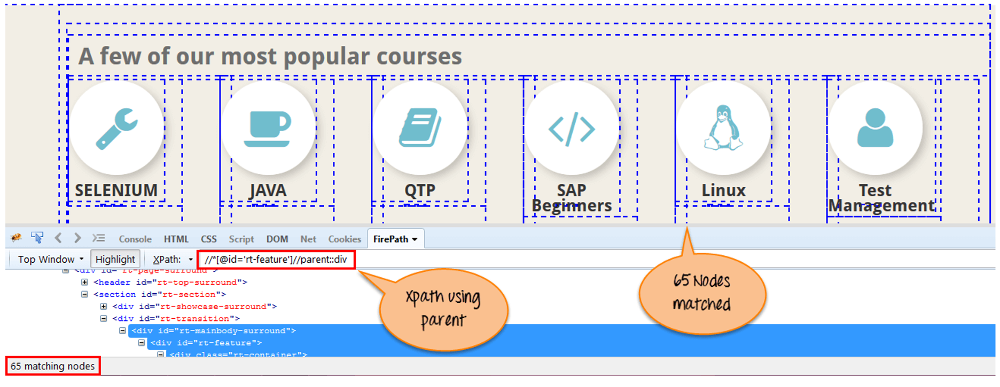 A few of our most popular courses
SELENIUM
JAVA
QTP
SAP
Beginners
Linux
Test
Management
Console HTML CSS Script DOM Net Cookies FirePath
Top Window Highlight XPath: //*[@id='rt-feature']//parent::div
<div id="rt-page-surround">
<header id="rt-top-surround">
<section id="rt-section">
<div id="rt-showcase-surround">
<div id="rt-transition">
<div id="rt-mainbody-surround">
<div id="rt-feature">
<div class="rt-container">
Xpath using
parent
65 Nodes
matched
65 matching nodes